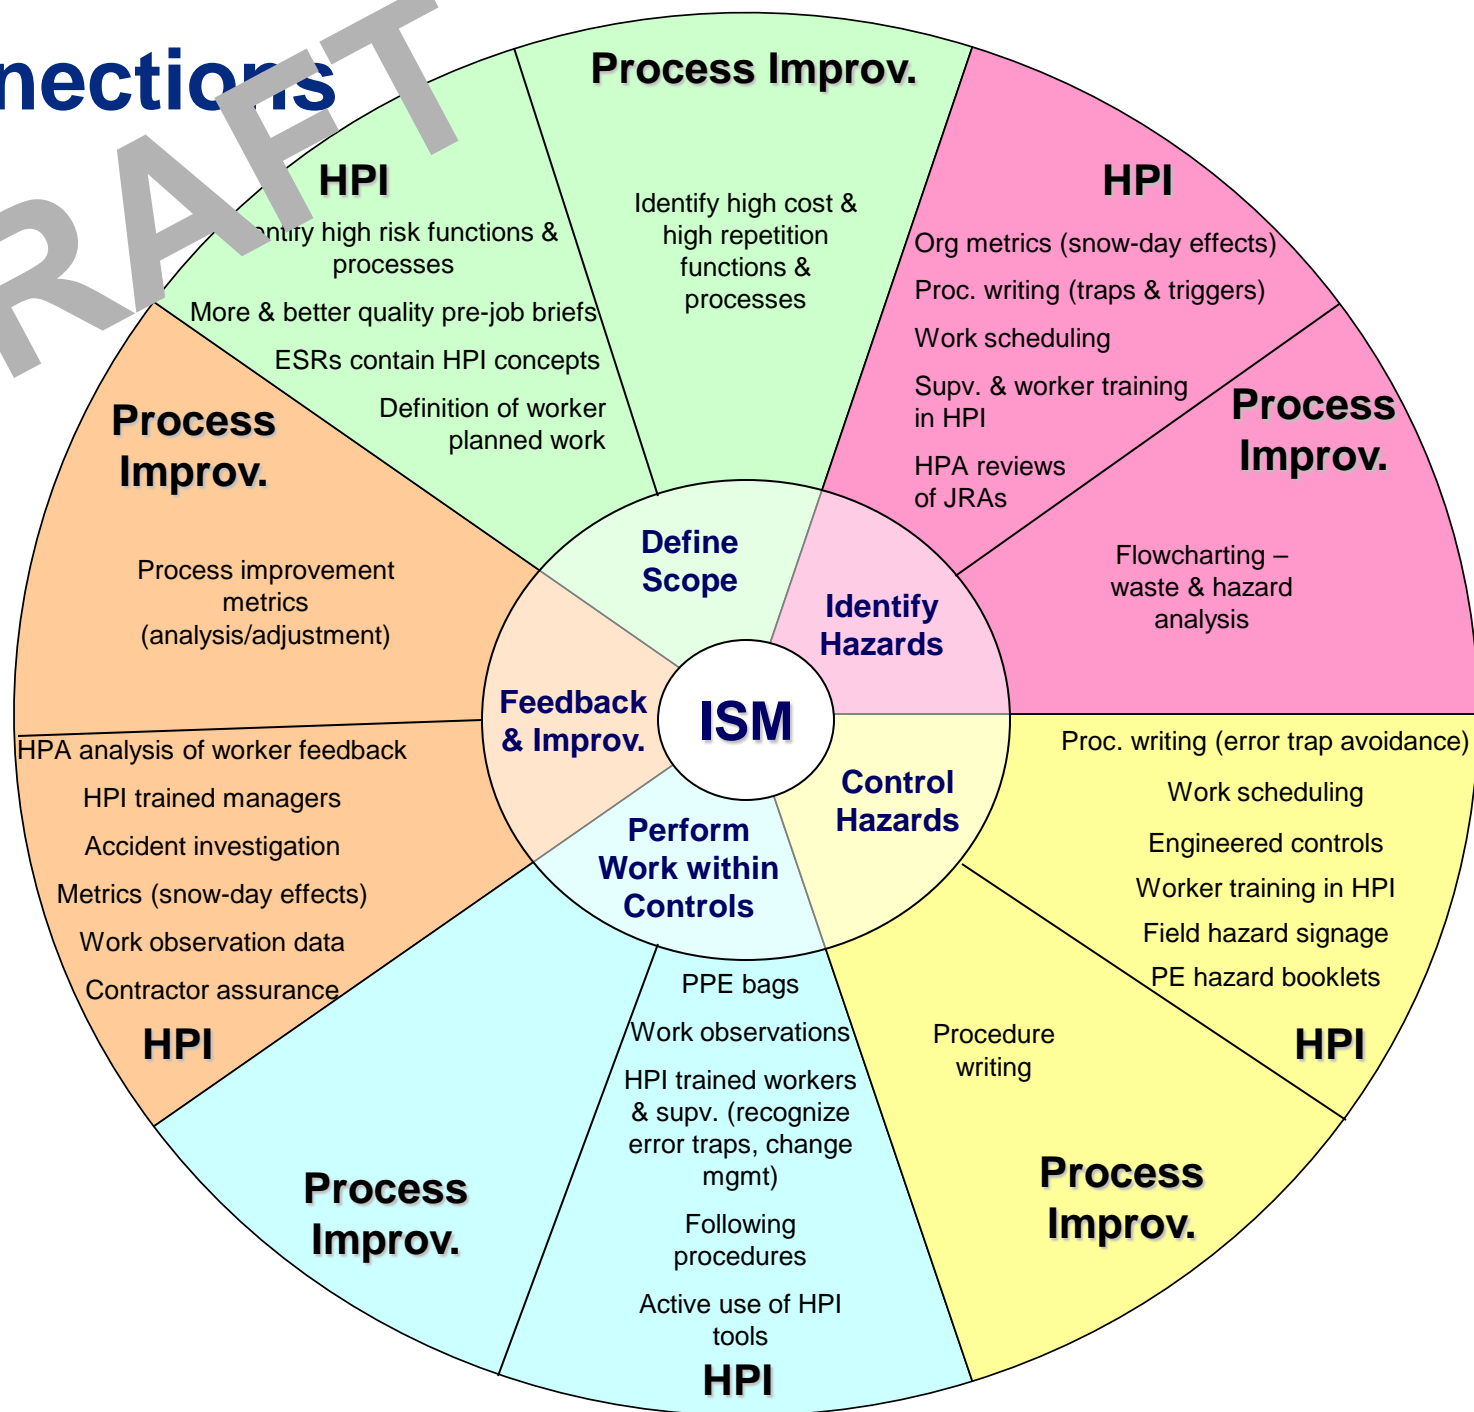 nections
RAFT
Process Improv.
Identify high cost &
high repetition
functions &
processes
HPI
Org metrics (snow-day effects)
Proc. writing (traps & triggers)
Work scheduling
Supv. & worker training
in HPI
HPA reviews
of JRAs
Process
Improv.
Flowcharting –
waste & hazard
analysis
Proc. writing (error trap avoidance)
Work scheduling
Engineered controls
Worker training in HPI
Field hazard signage
PE hazard booklets
HPI
Procedure
writing
Process
Improv.
PPE bags
Work observations
HPI trained workers
& supv. (recognize
error traps, change
mgmt)
Following
procedures
Active use of HPI
tools
HPI
Process
Improv.
HPA analysis of worker feedback
HPI trained managers
Accident investigation
Metrics (snow-day effects)
Work observation data
Contractor assurance
HPI
Process
Improv.
Process improvement
metrics
(analysis/adjustment)
HPI
entify high risk functions &
processes
More & better quality pre-job briefs
ESRs contain HPI concepts
Definition of worker
planned work
Define
Scope
Identify
Hazards
Control
Hazards
Perform
Work within
Controls
Feedback
& Improv.
ISM